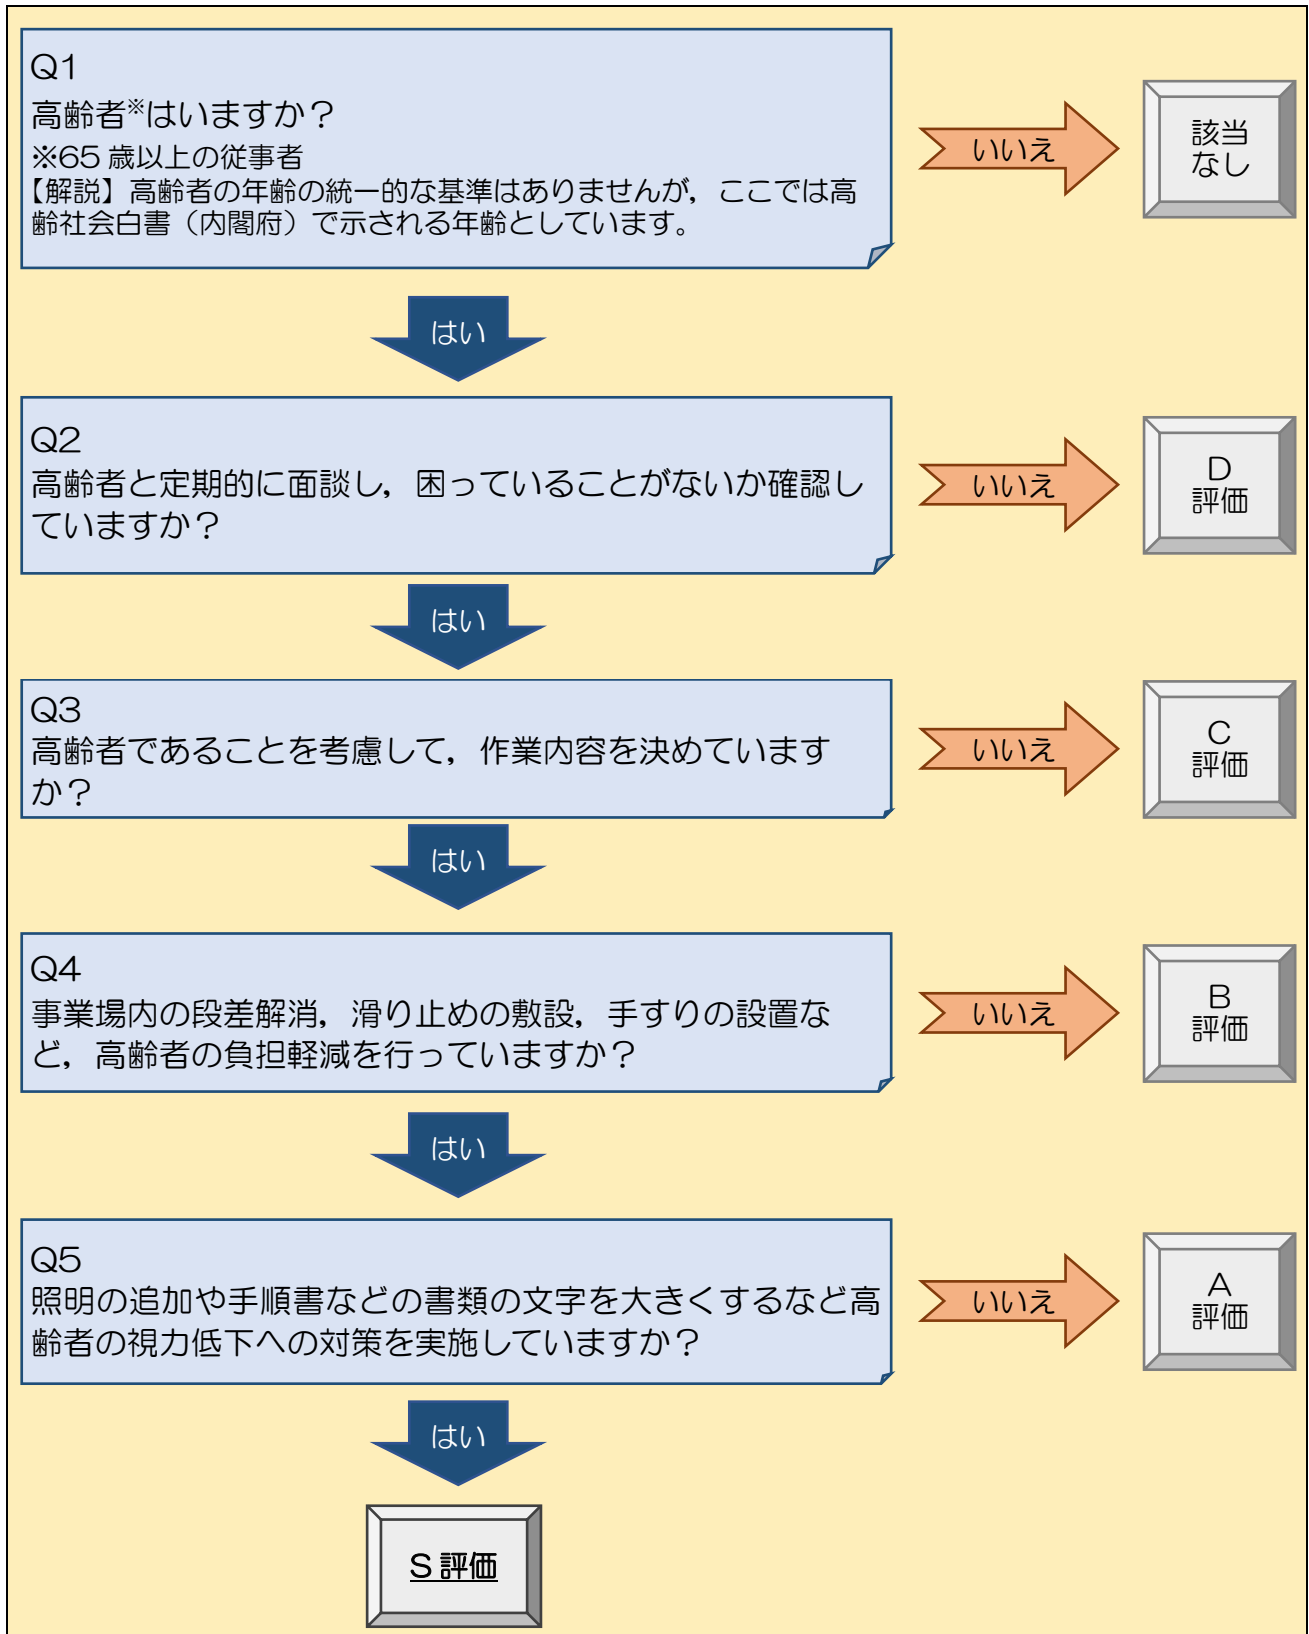 Q1
高齢者※はいますか？
※65歳以上の従事者
【解説】高齢者の年齢の統一的な基準はありませんが，ここでは高
齢社会白書（内閣府）で示される年齢としています。
いいえ
該当
なし
はい
Q2
高齢者と定期的に面談し，困っていることがないか確認し
ていますか？
いいえ
D
評価
はい
Q3
高齢者であることを考慮して，作業内容を決めています
か？
いいえ
C
評価
はい
Q4
事業場内の段差解消，滑り止めの敷設，手すりの設置な
ど，高齢者の負担軽減を行っていますか？
いいえ
B
評価
はい
Q5
照明の追加や手順書などの書類の文字を大きくするなど高
齢者の視力低下への対策を実施していますか？
いいえ
A
評価
はい
S評価